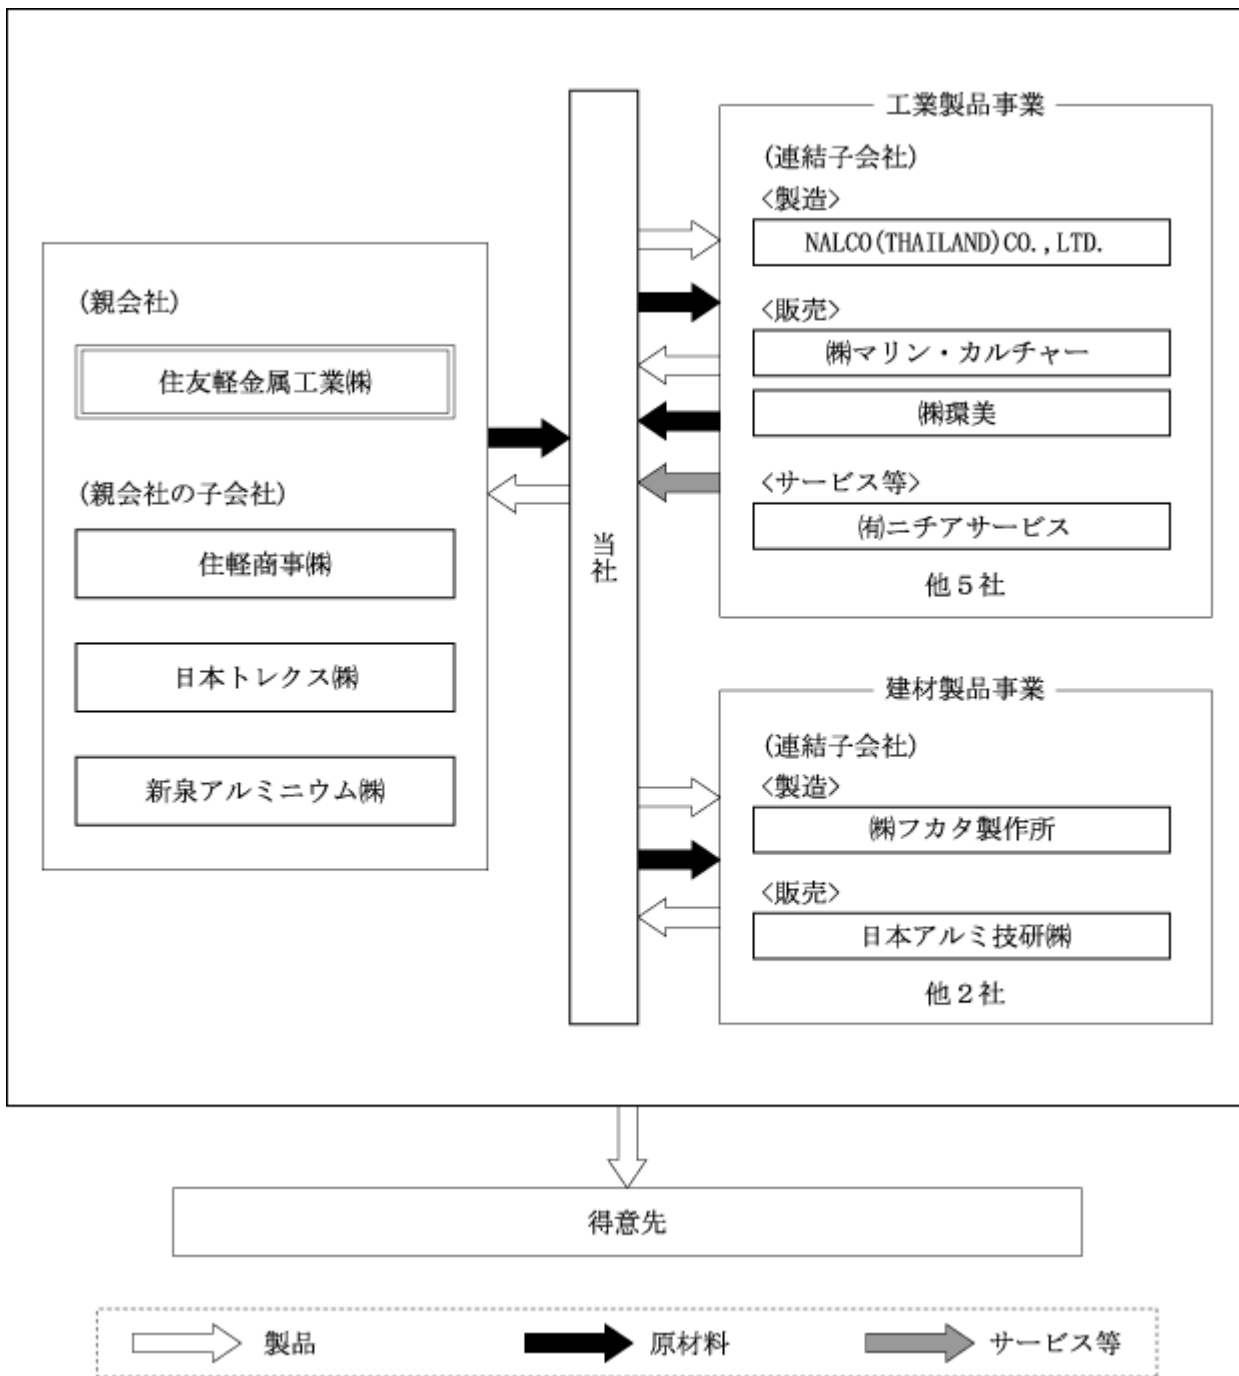 (親会社)
住友軽金属工業㈱
(親会社の子会社)
住軽商事㈱
日本トレクス㈱
新泉アルミニウム㈱
当社
工業製品事業
(連結子会社)
<製造>
NALCO(THAILAND)CO.,LTD.
<販売>
㈱マリン・カルチャー
㈱環美
<サービス等>
㈲ニチアサービス
他5社
建材製品事業
(連結子会社)
<製造>
㈱フカタ製作所
<販売>
日本アルミ技研㈱
他2社
得意先
製品
原材料
サービス等